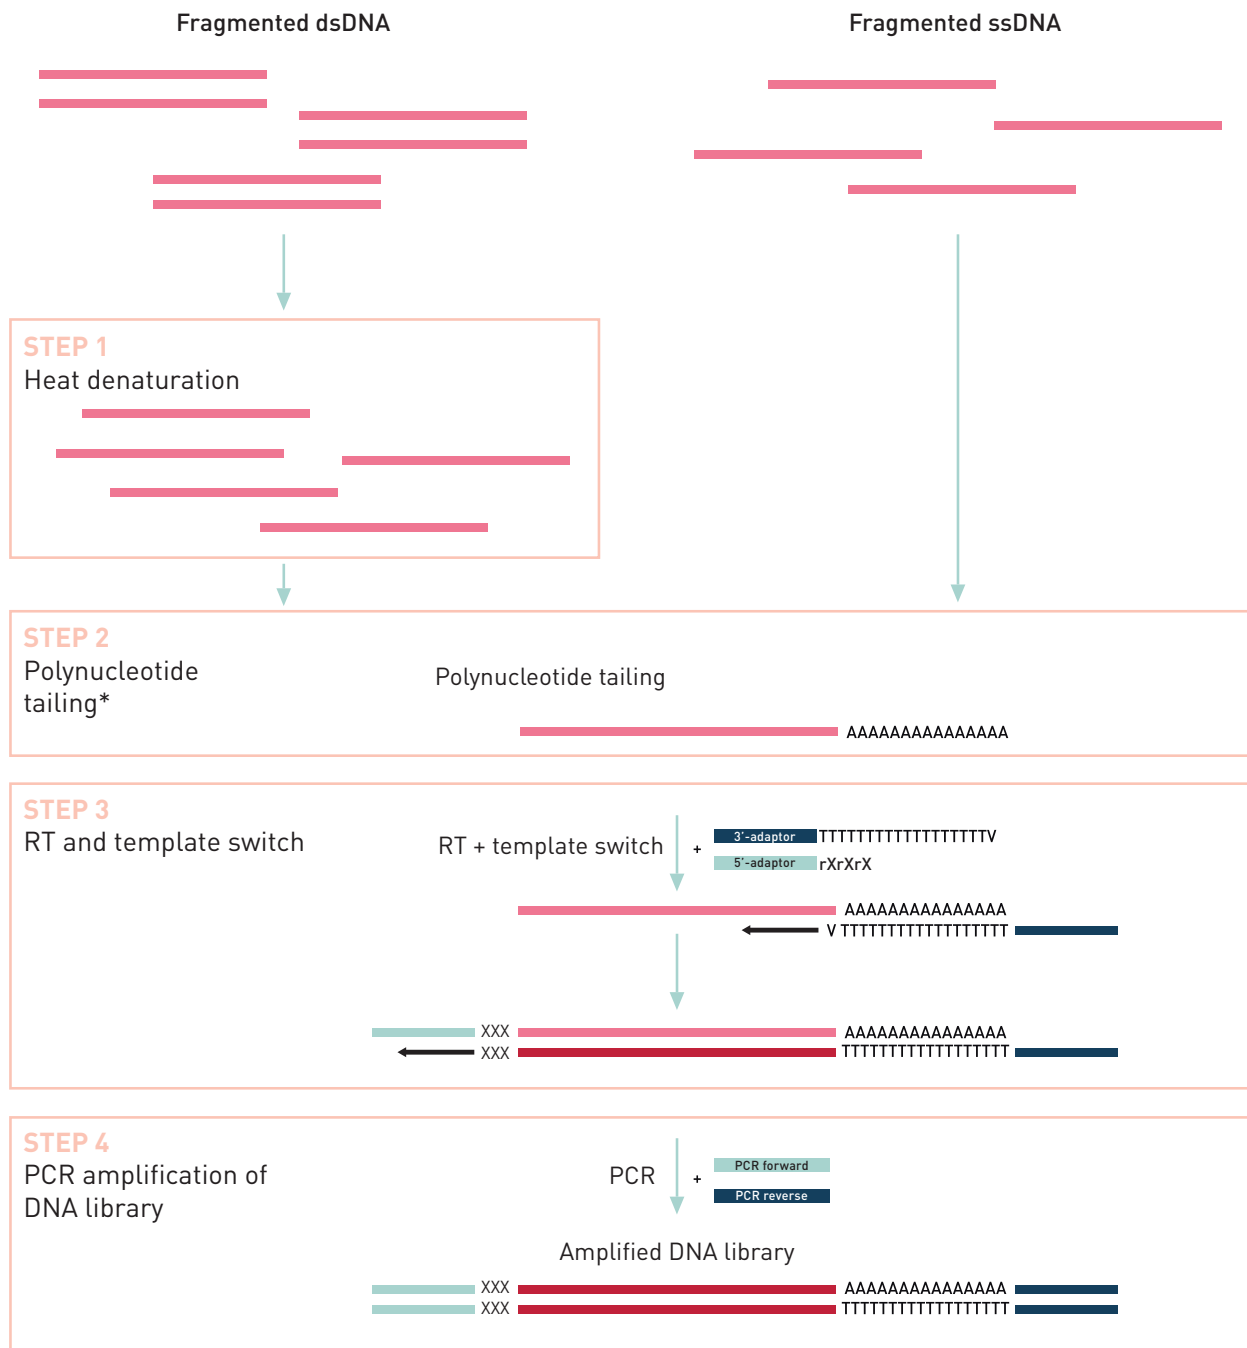 Fragmented dsDNA
Fragmented ssDNA
STEP 1
Heat denaturation
STEP 2
Polynucleotide
tailing*
Polynucleotide tailing
AAAAAAAAAAAAAAA
STEP 3
RT and template switch
RT + template switch
+
3'-adaptor TTTTTTTTTTTTTTTTTTV
5'-adaptor rXrXrX
AAAAAAAAAAAAAAA
V TTTTTTTTTTTTTTTTTT
XXX AAAAAAAAAAAAAAA
XXX TTTTTTTTTTTTTTTTTT
STEP 4
PCR amplification of
DNA library
PCR
+
PCR forward
PCR reverse
Amplified DNA library
XXX AAAAAAAAAAAAAAA
XXX TTTTTTTTTTTTTTTTTT